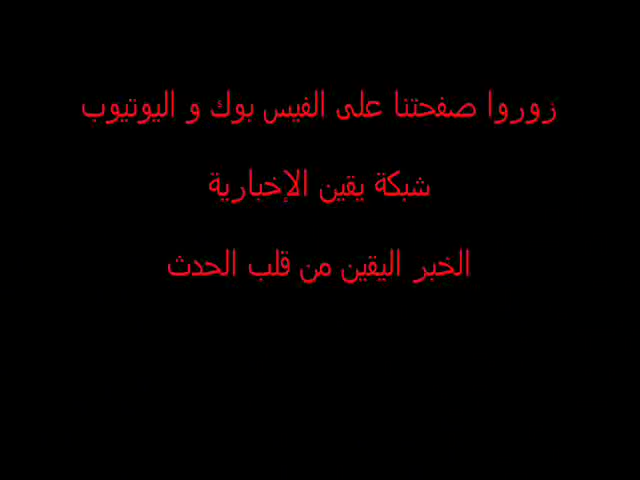 زوروا صفحتنا على الفيس بوك و اليوتيوب
شبكة يقين الإخبارية
الخبر اليقين من قلب الحدث